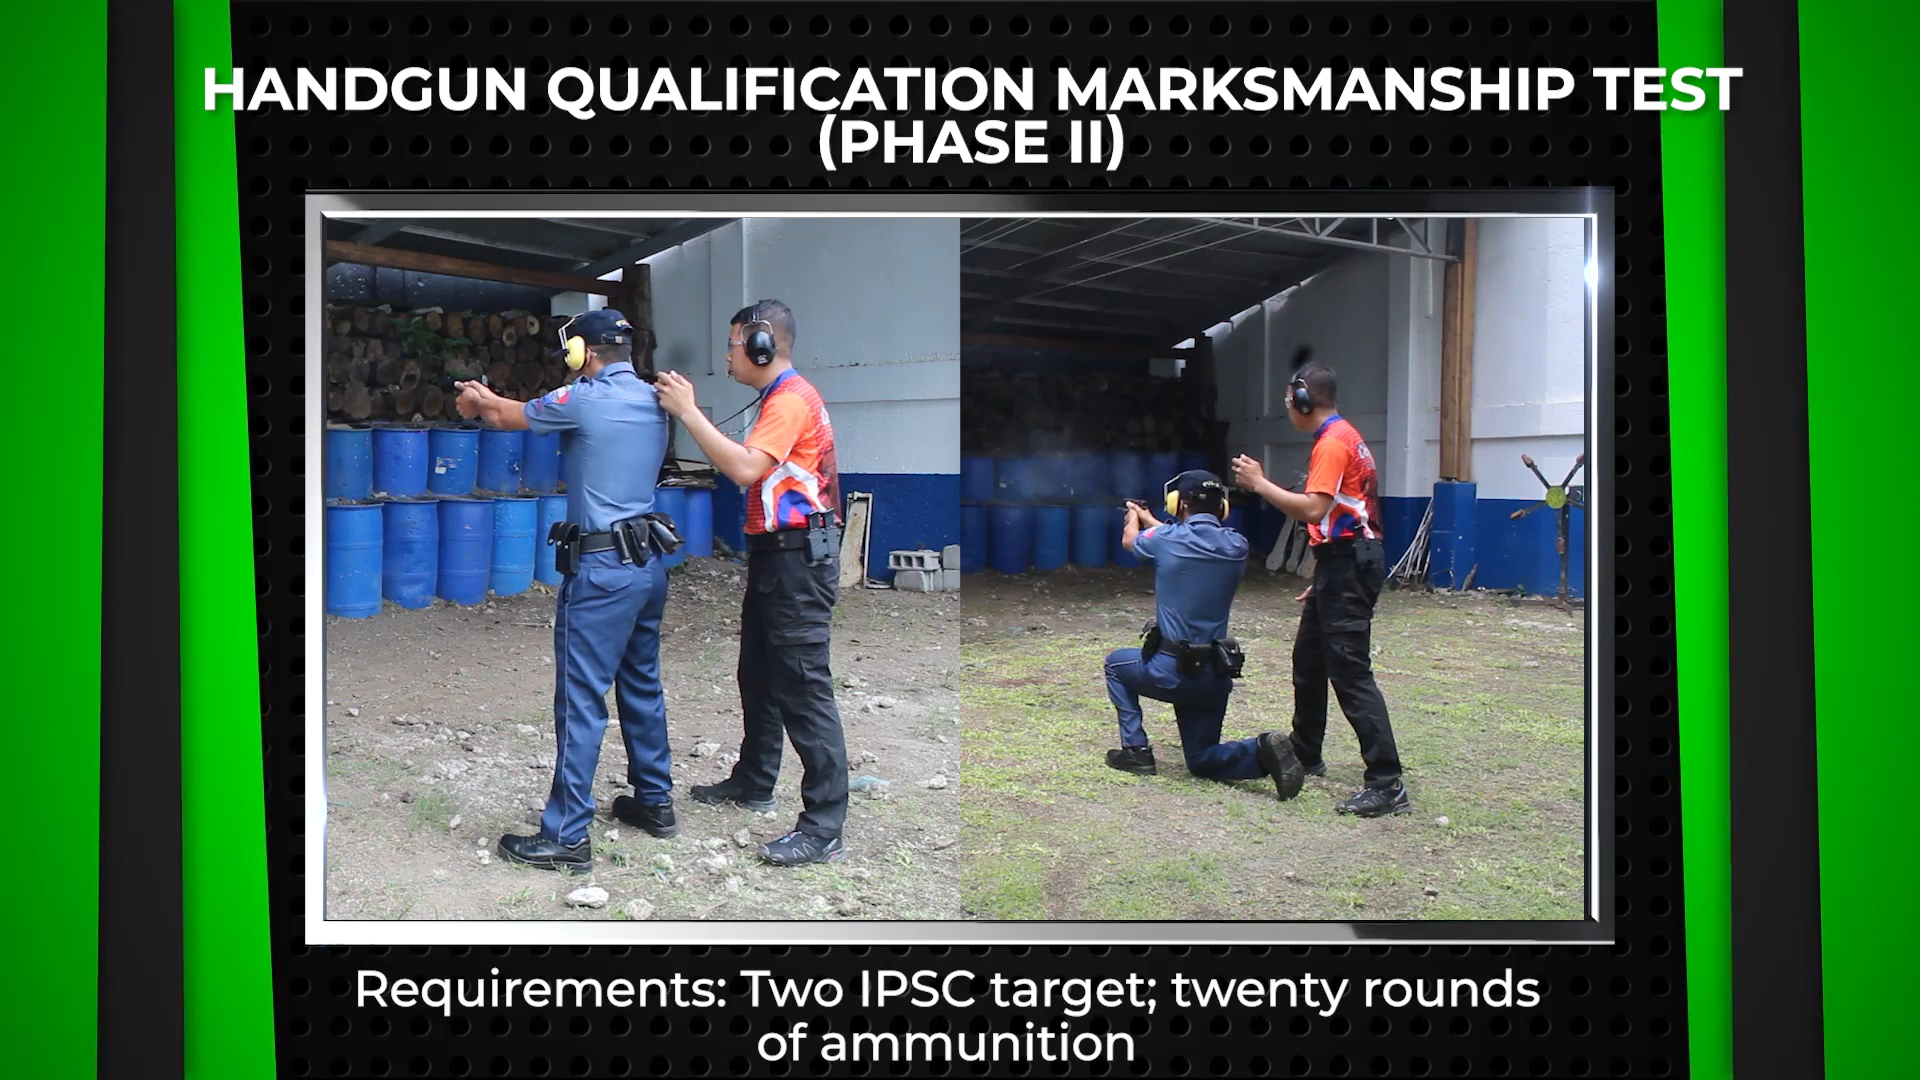 HANDGUN QUALIFICATION MARKSMANSHIP TEST
(PHASE II)
Requirements: Two IPSC target; twenty rounds
of ammunition